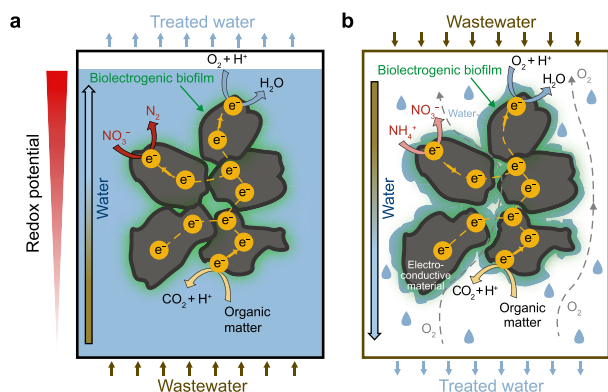 a
Treated water
O2 + H+
Biolectrogenic biofilm
H2O
N2
NO3−
e−
e−
e−
e−
e−
e−
e−
e−
e−
e−
e−
Redox potential
Water
CO2 + H+
Organic
matter
Wastewater
b
Wastewater
O2 + H+
Biolectrogenic biofilm
H2O
O2
NO3−
Water
NH4+
e−
e−
e−
e−
e−
e−
e−
e−
e−
e−
e−
Water
Electro-
conductive
material
CO2 + H+
Organic
matter
O2
O2
Treated water